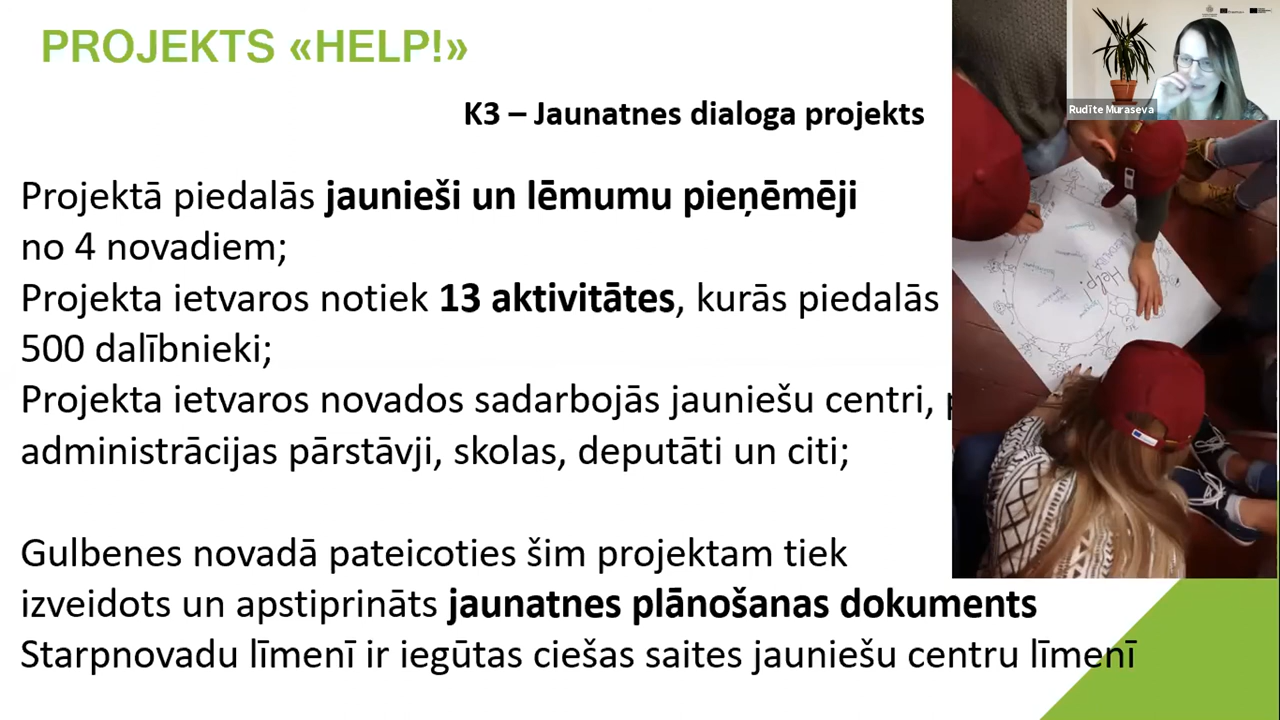 PROJEKTS «HELP!»
K3 – Jaunatnes dialoga projekts
Rudīte Muraseva
Projektā piedalās jaunieši un lēmumu pieņēmēji
no 4 novadiem;
Projekta ietvaros notiek 13 aktivitātes, kurās piedalās
500 dalībnieki;
Projekta ietvaros novados sadarbojās jauniešu centri,
administrācijas pārstāvji, skolas, deputāti un citi;
Help!
Gulbenes novadā pateicoties šim projektam tiek
izveidots un apstiprināts jaunatnes plānošanas dokuments
Starpnovadu līmenī ir iegūtas ciešas saites jauniešu centru līmenī